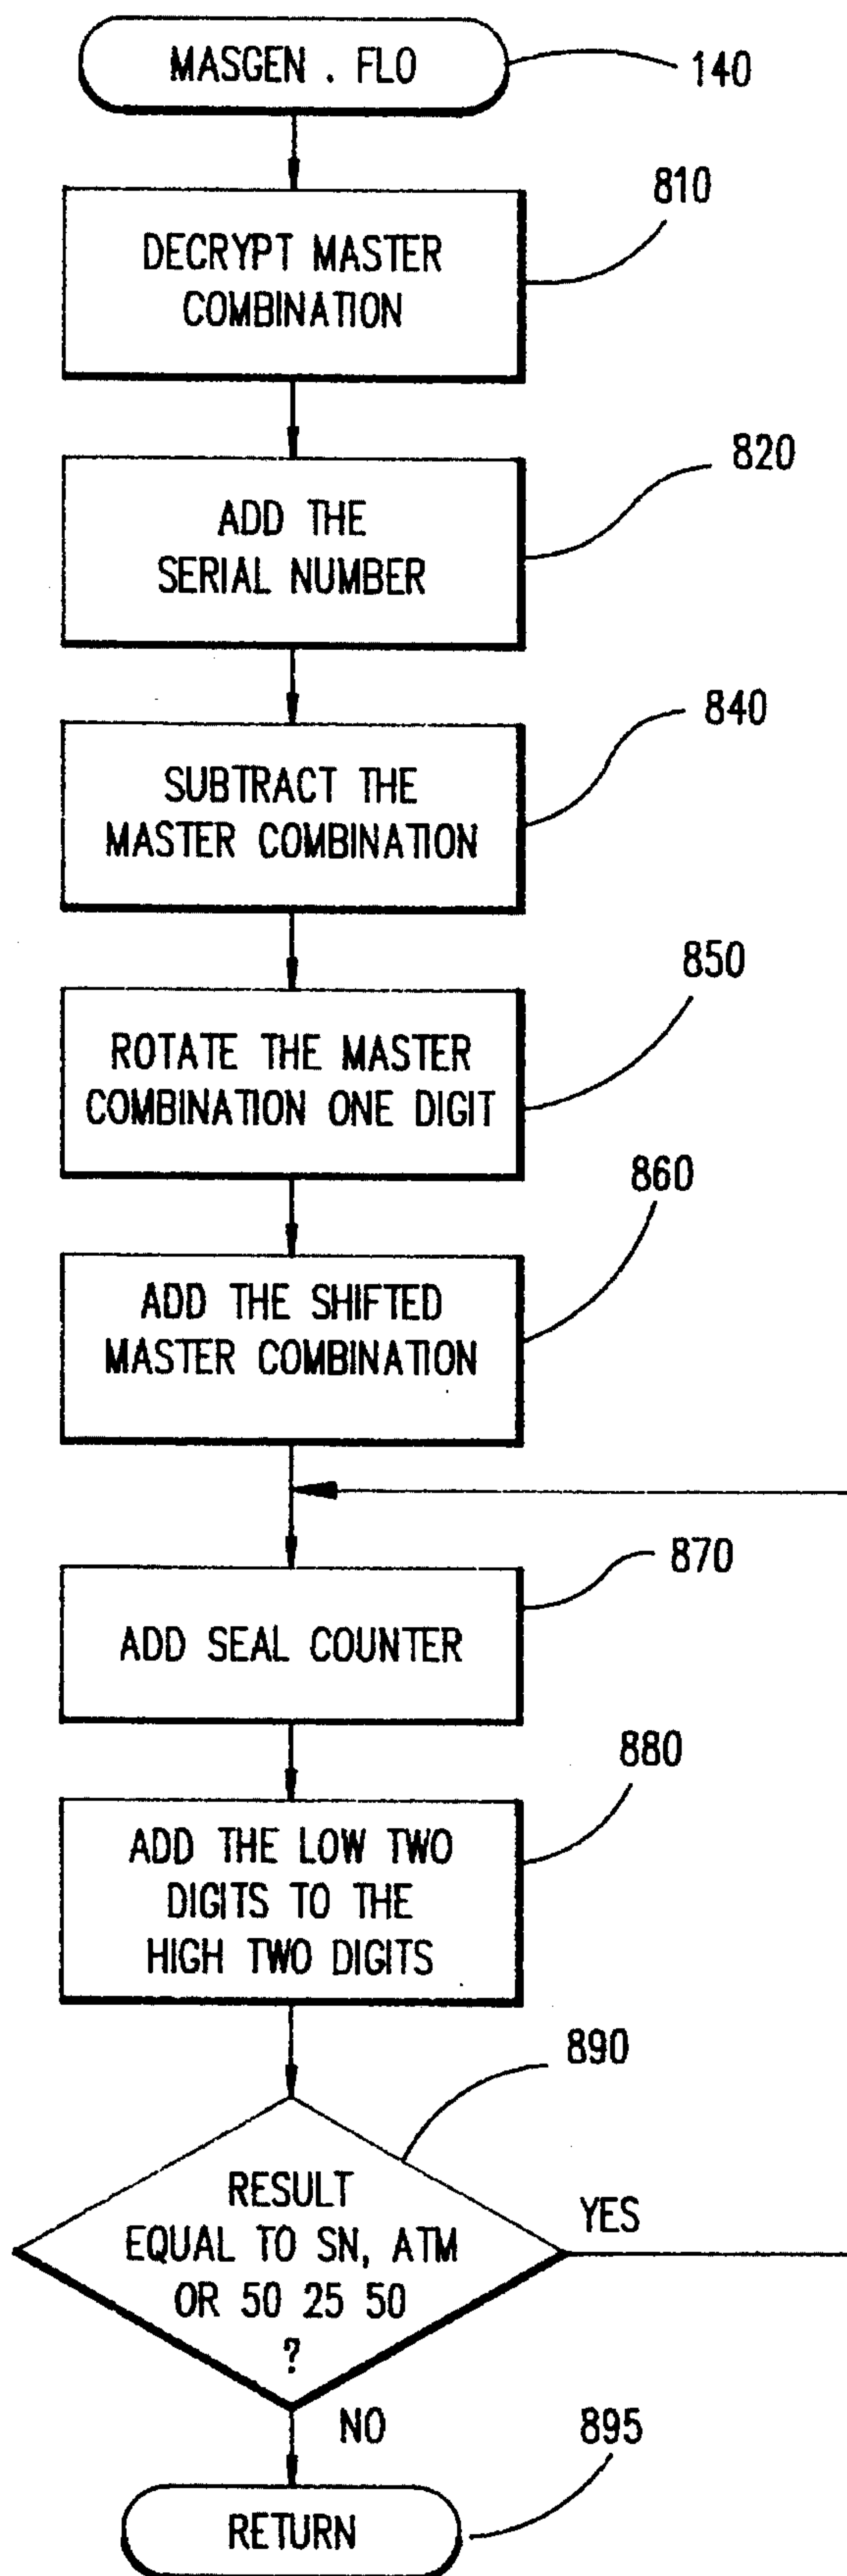 MASGEN . FLO
140
810
DECRYPT MASTER
COMBINATION
820
ADD THE
SERIAL NUMBER
840
SUBTRACT THE
MASTER COMBINATION
850
ROTATE THE MASTER
COMBINATION ONE DIGIT
860
ADD THE SHIFTED
MASTER COMBINATION
870
ADD SEAL COUNTER
880
ADD THE LOW TWO
DIGITS TO THE
HIGH TWO DIGITS
890
RESULT
EQUAL TO SN, ATM
OR 50 25 50
?
YES
NO
895
RETURN